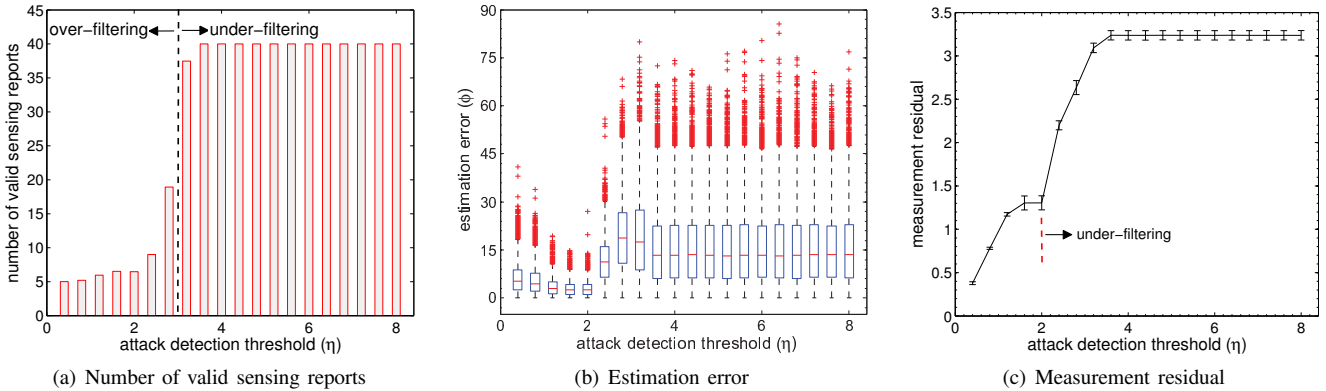 45
40
35
30
25
20
15
10
5
0
over−filtering
under−filtering
number of valid sensing reports
0 2 4 6 8
attack detection threshold (η)
(a) Number of valid sensing reports
90
75
60
45
30
15
0
estimation error (ϕ)
0 2 4 6 8
attack detection threshold (η)
(b) Estimation error
3.5
3
2.5
2
1.5
1
0.5
0
measurement residual
under−filtering
0 2 4 6 8
attack detection threshold (η)
(c) Measurement residual